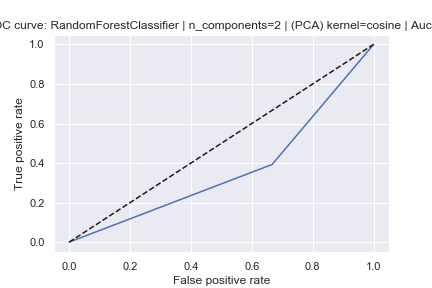 OC curve: RandomForestClassifier | n_components=2 | (PCA) kernel=cosine | Auc
1.0
0.8
0.6
0.4
0.2
0.0
True positive rate
0.0 0.2 0.4 0.6 0.8 1.0
False positive rate